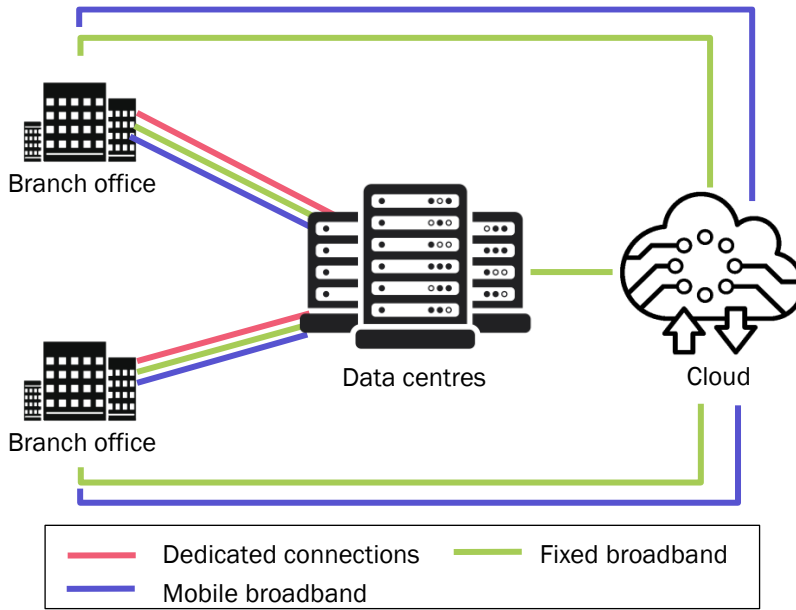 Branch office
Data centres
Cloud
Branch office
Dedicated connections
Fixed broadband
Mobile broadband